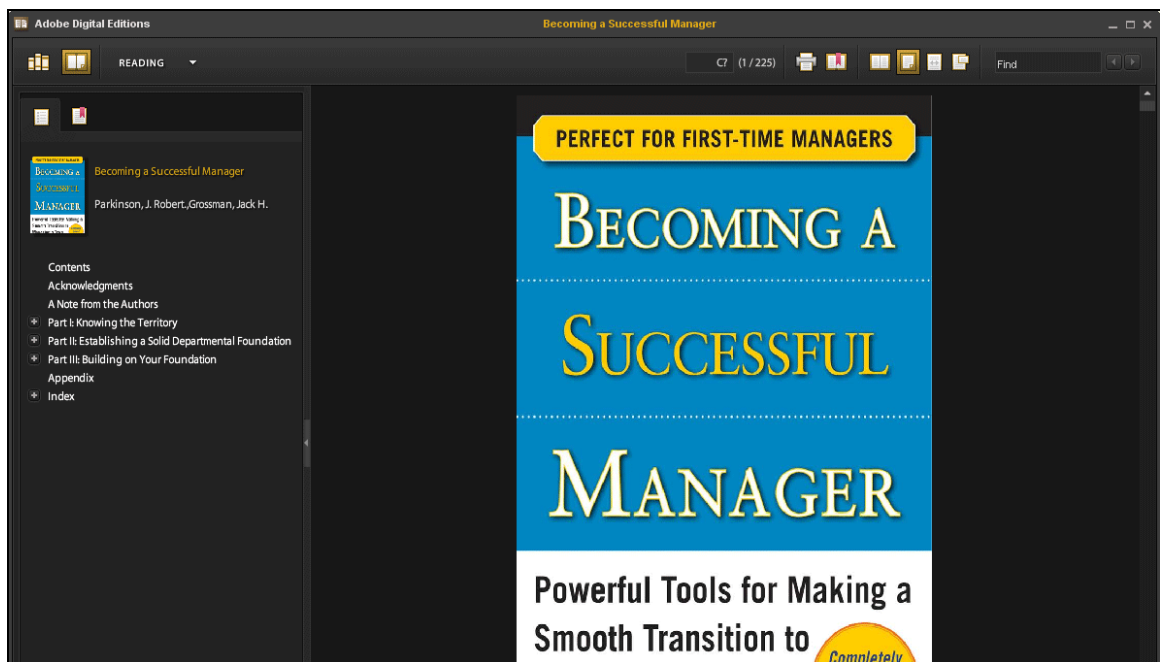 Adobe Digital Editions
Becoming a Successful Manager
READING
C? (1 / 225)
Find
Becoming a Successful Manager
Parkinson, J. Robert.,Grossman, Jack H.
Contents
Acknowledgments
A Note from the Authors
Part I: Knowing the Territory
Part II: Establishing a Solid Departmental Foundation
Part III: Building on Your Foundation
Appendix
Index
PERFECT FOR FIRST-TIME MANAGERS
BECOMING A
SUCCESSFUL
MANAGER
Powerful Tools for Making a
Smooth Transition to
Completely